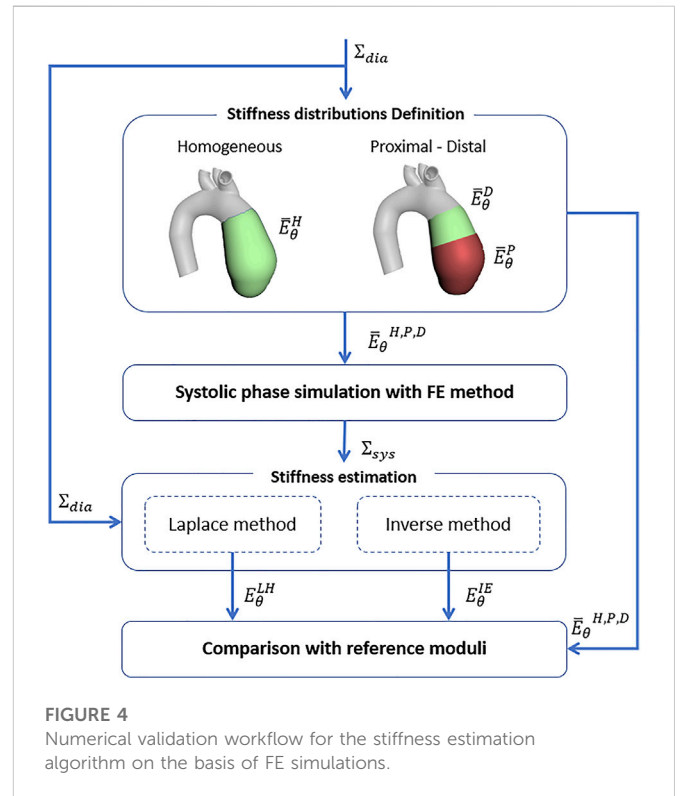 Σ_dia
Stiffness distributions Definition
Homogeneous
Proximal - Distal
Ē_θ^H
Ē_θ^D
Ē_θ^P
Ē_θ^H,P,D
Systolic phase simulation with FE method
Σ_sys
Stiffness estimation
Σ_dia
Laplace method
Inverse method
E_θ^LH
E_θ^IE
Ē_θ^H,P,D
Comparison with reference moduli
FIGURE 4
Numerical validation workflow for the stiffness estimation
algorithm on the basis of FE simulations.